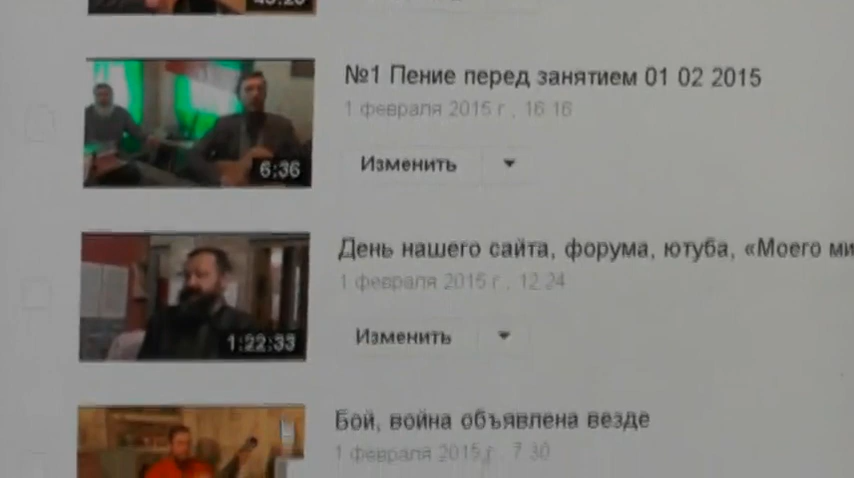 №1 Пение перед занятием 01 02 2015
1 февраля 2015 г., 16 16
6:36
Изменить
День нашего сайта, форума, ютуба, «Моего ми
1 февраля 2015 г., 12 24
1:22:33
Изменить
Бой, война объявлена везде
1 февраля 2015 г., 7 30